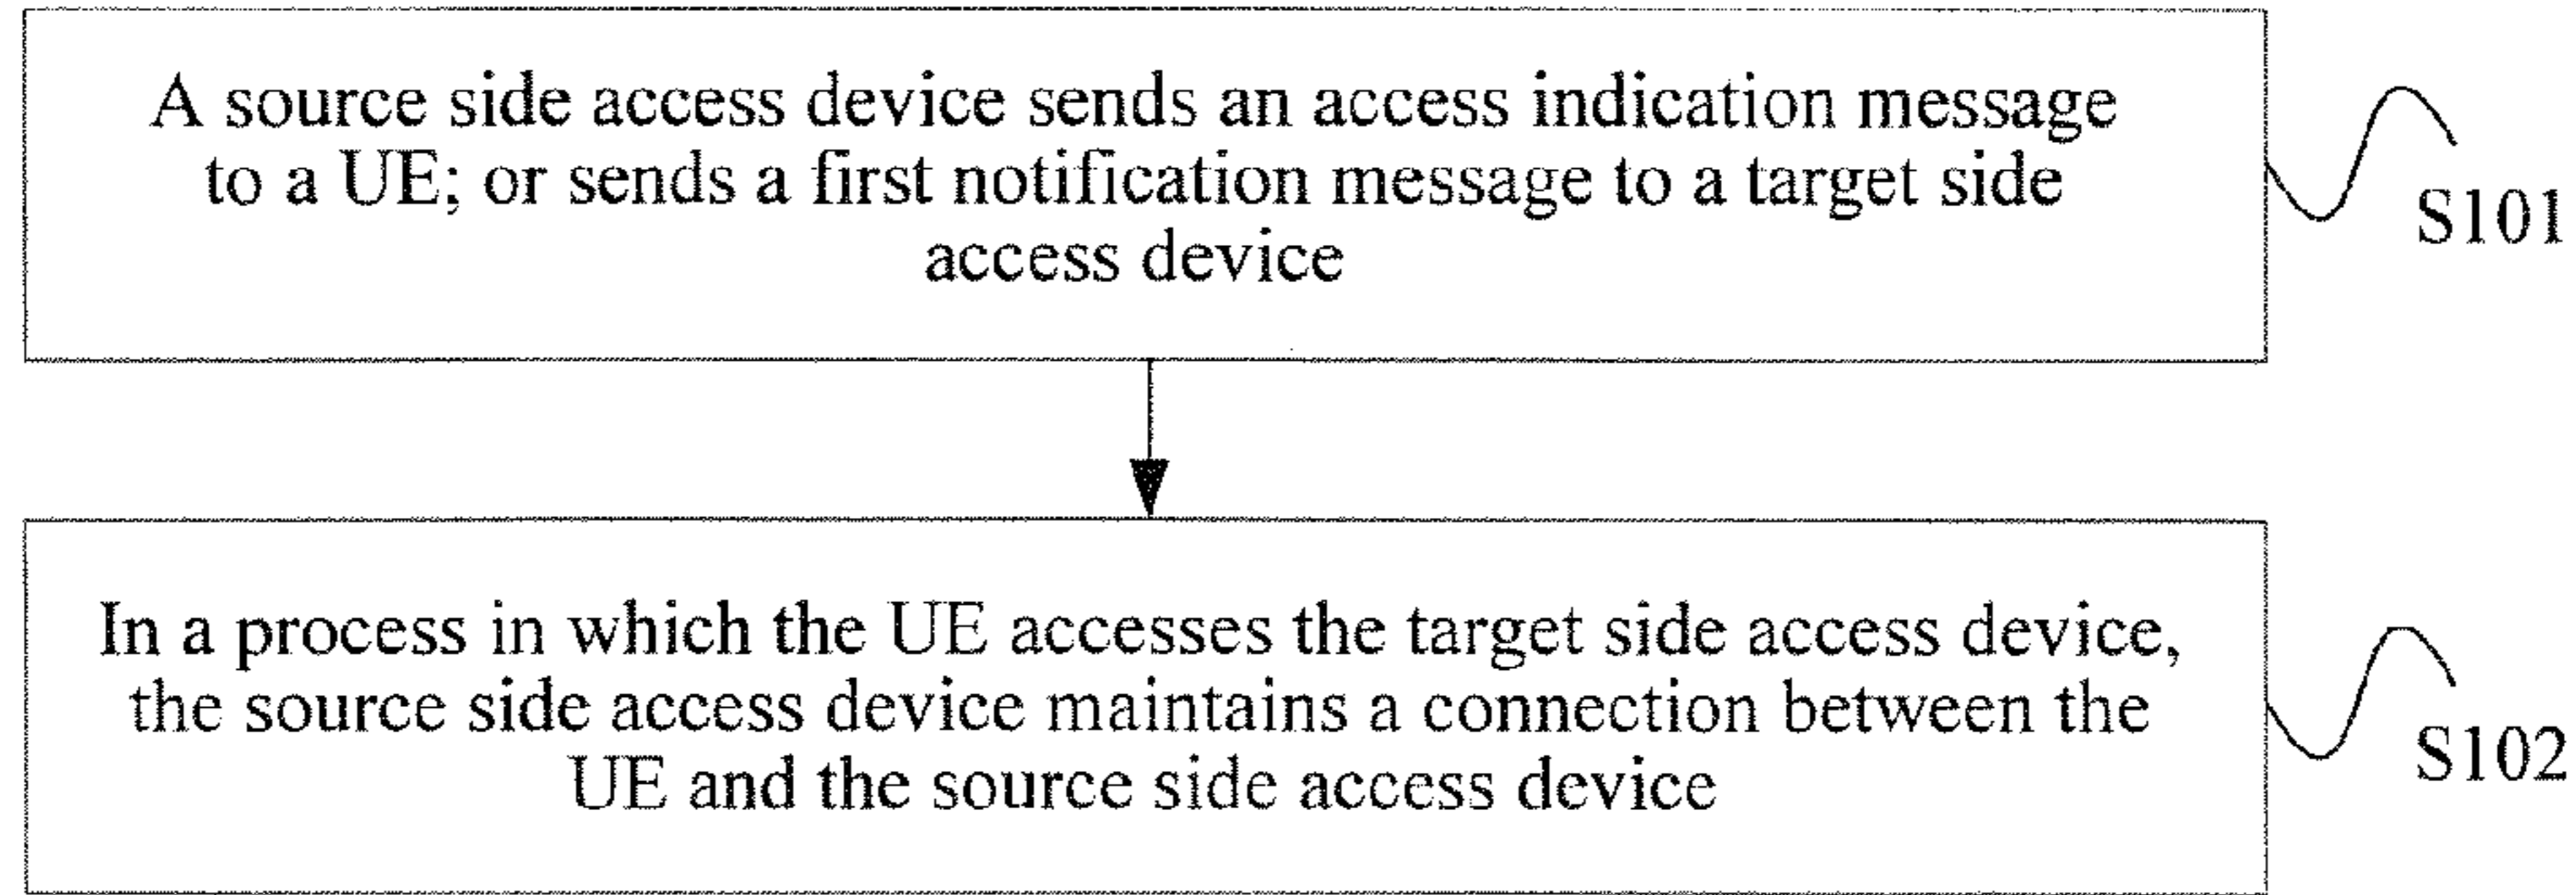 A source side access device sends an access indication message
to a UE; or sends a first notification message to a target side
access device
S101
In a process in which the UE accesses the target side access device,
the source side access device maintains a connection between the
UE and the source side access device
S102